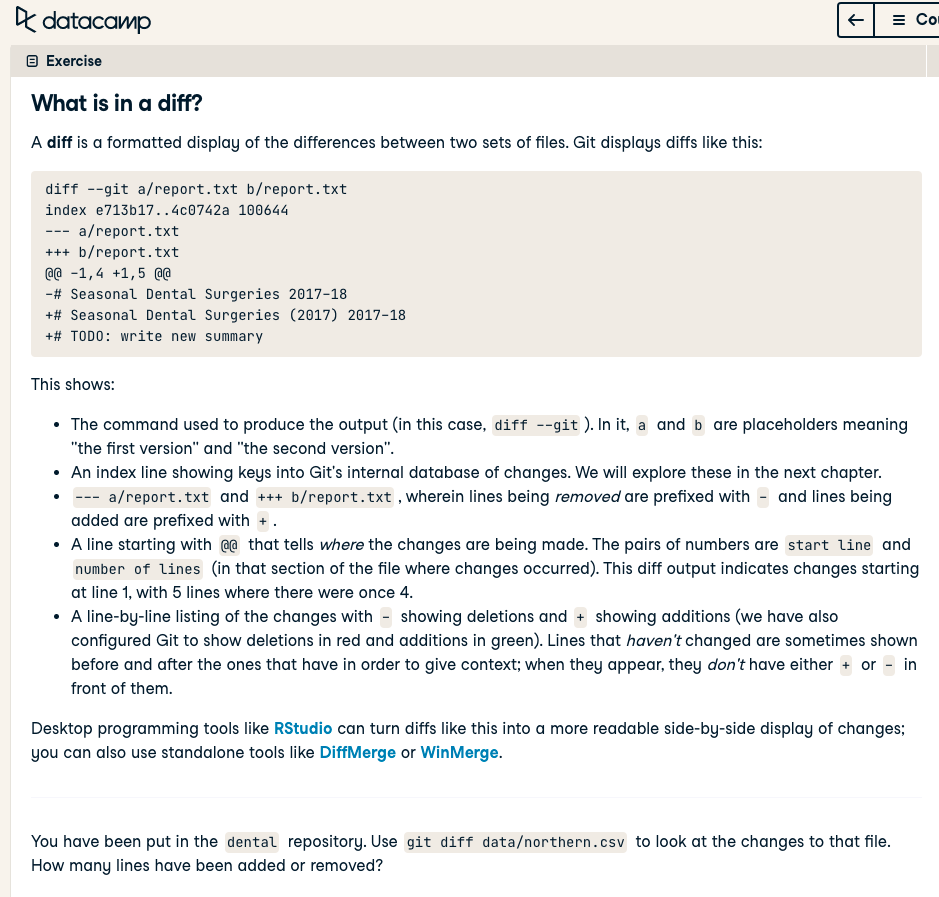 datacamp
Cou
Exercise
What is in a diff?
A diff is a formatted display of the differences between two sets of files. Git displays diffs like this:
diff --git a/report.txt b/report.txt
index e713b17..4c0742a 100644
--- a/report.txt
+++ b/report.txt
@@ -1,4 +1,5 @@
-# Seasonal Dental Surgeries 2017-18
+# Seasonal Dental Surgeries (2017) 2017-18
+# TODO: write new summary
This shows:
• The command used to produce the output (in this case, diff --git ). In it, a and b are placeholders meaning
"the first version" and "the second version".
• An index line showing keys into Git's internal database of changes. We will explore these in the next chapter.
• --- a/report.txt and +++ b/report.txt , wherein lines being removed are prefixed with - and lines being
added are prefixed with + .
• A line starting with @@ that tells where the changes are being made. The pairs of numbers are start line and
number of lines (in that section of the file where changes occurred). This diff output indicates changes starting
at line 1, with 5 lines where there were once 4.
• A line-by-line listing of the changes with - showing deletions and + showing additions (we have also
configured Git to show deletions in red and additions in green). Lines that haven't changed are sometimes shown
before and after the ones that have in order to give context; when they appear, they don't have either + or - in
front of them.
Desktop programming tools like RStudio can turn diffs like this into a more readable side-by-side display of changes;
you can also use standalone tools like DiffMerge or WinMerge.
You have been put in the dental repository. Use git diff data/northern.csv to look at the changes to that file.
How many lines have been added or removed?